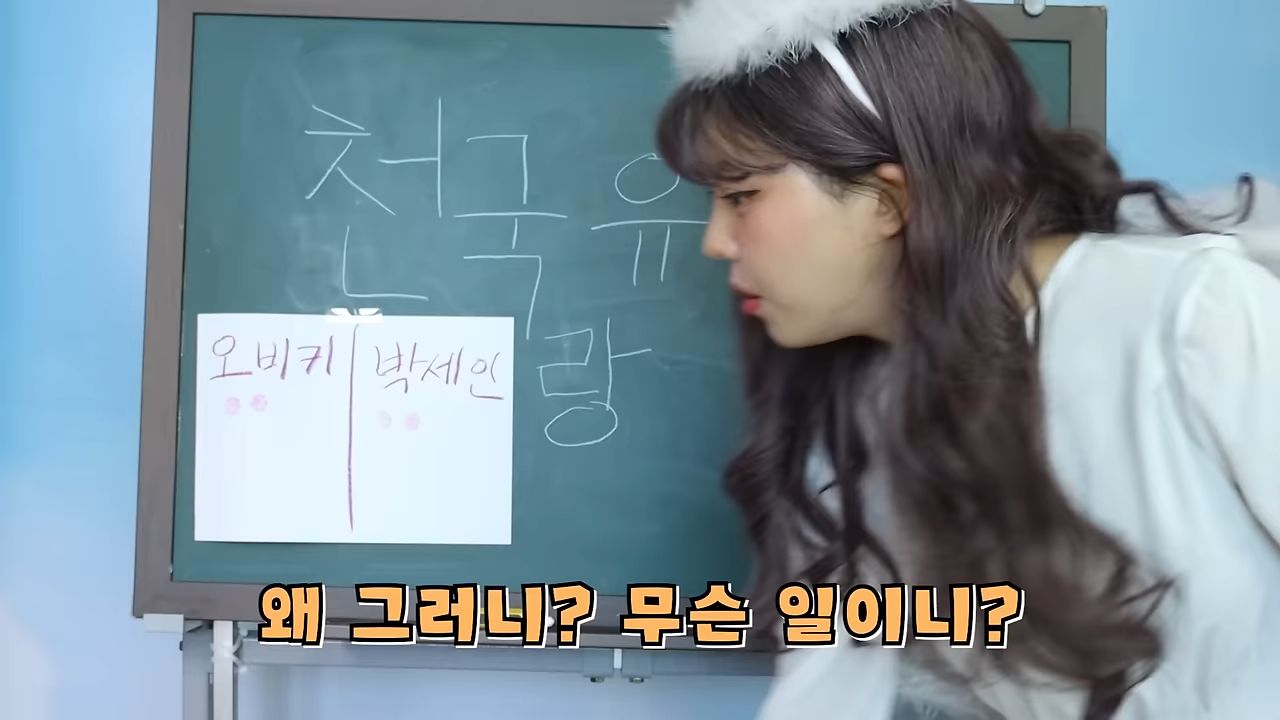 천국유
랑
오비키 박세인
왜 그러니? 무슨 일이니?